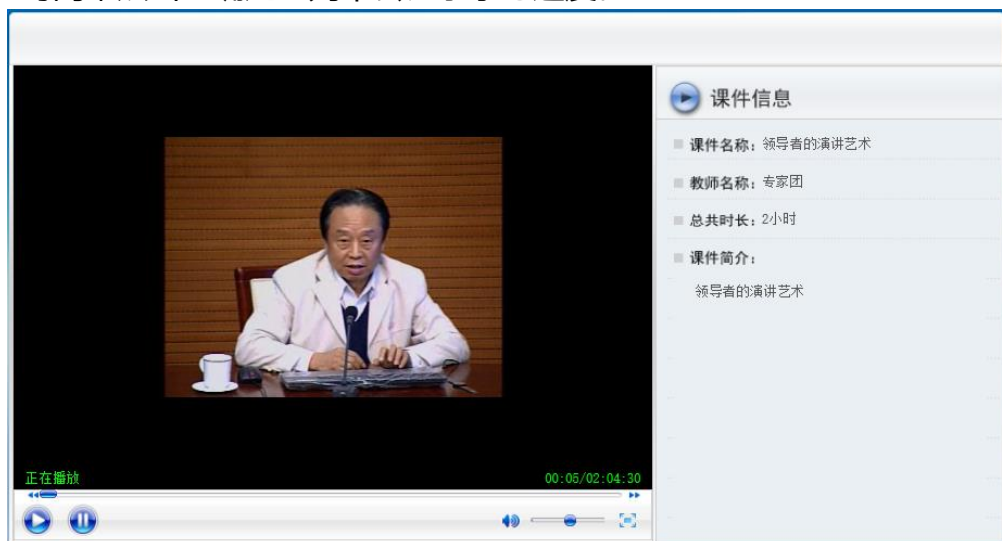 课件信息
课件名称：领导者的演讲艺术
教师名称：专家团
总共时长：2小时
课件简介：
领导者的演讲艺术
正在播放
00:05/02:04:30